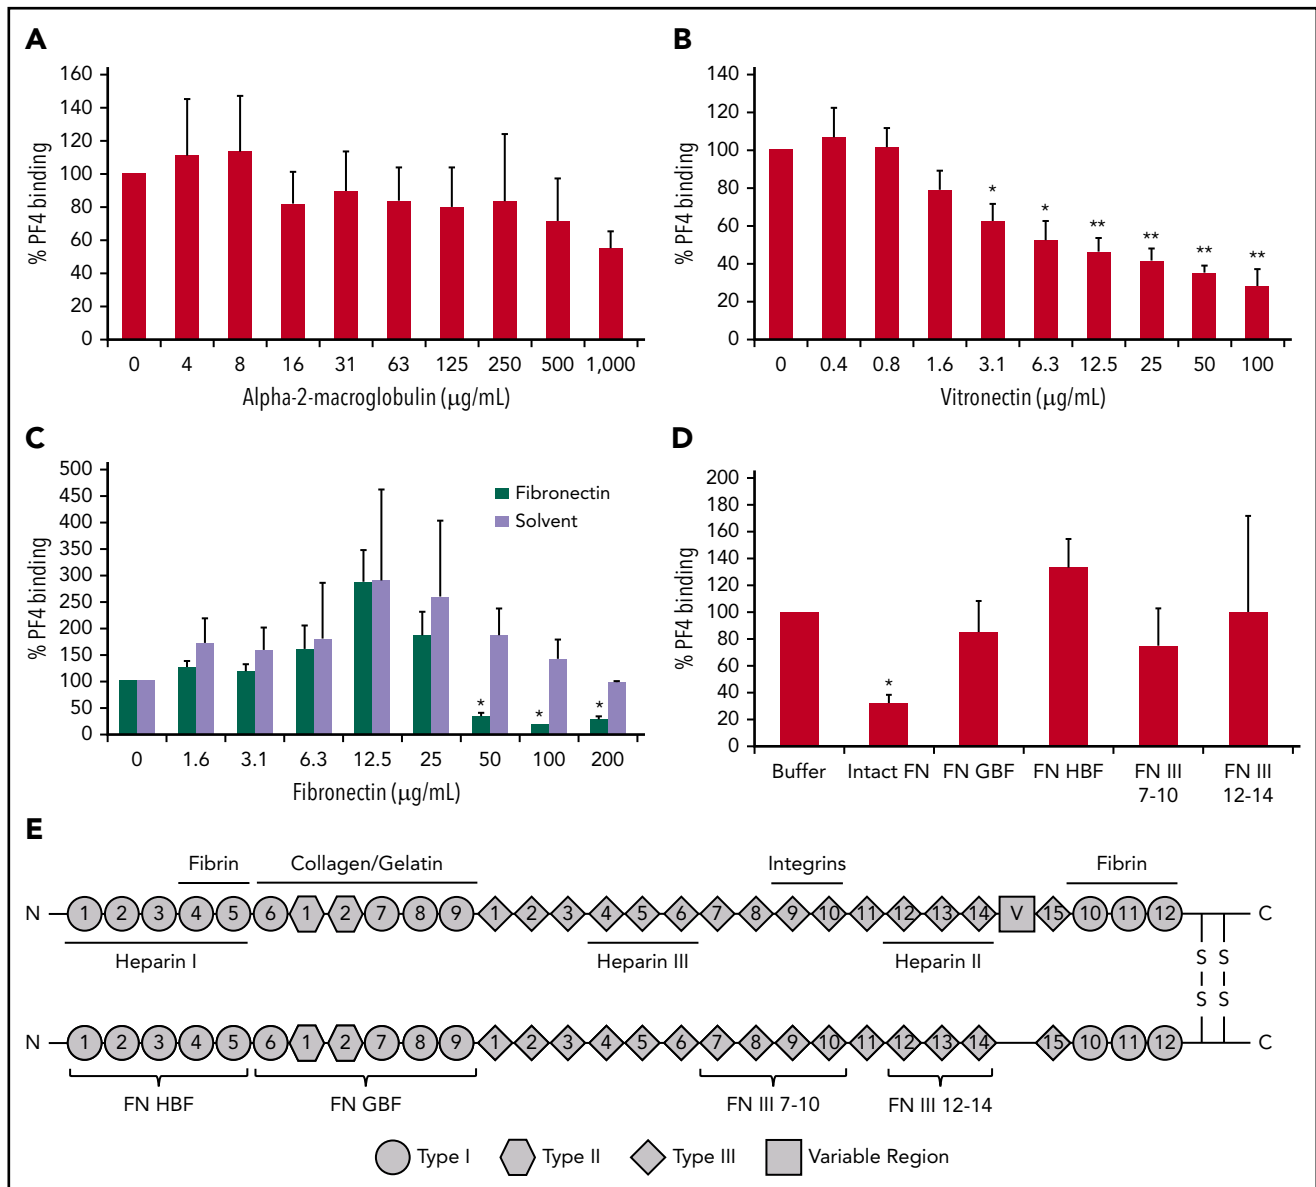 A
160
140
120
100
80
60
40
20
0
% PF4 binding
0 4 8 16 31 63 125 250 500 1,000
Alpha-2-macroglobulin (μg/mL)
B
140
120
100
80
60
40
20
0
% PF4 binding
* * ** ** ** **
0 0.4 0.8 1.6 3.1 6.3 12.5 25 50 100
Vitronectin (μg/mL)
C
500
450
400
350
300
250
200
150
100
50
0
% PF4 binding
Fibronectin
Solvent
* * *
0 1.6 3.1 6.3 12.5 25 50 100 200
Fibronectin (μg/mL)
D
200
180
160
140
120
100
80
60
40
20
0
% PF4 binding
*
Buffer Intact FN FN GBF FN HBF FN III FN III
7-10 12-14
E
Fibrin Collagen/Gelatin Integrins Fibrin
N 1 2 3 4 5 6 1 2 7 8 9 1 2 3 4 5 6 7 8 9 10 11 12 13 14 V 15 10 11 12 C
Heparin I Heparin III Heparin II S S
S S
N 1 2 3 4 5 6 1 2 7 8 9 1 2 3 4 5 6 7 8 9 10 11 12 13 14 15 10 11 12 C
FN HBF FN GBF FN III 7-10 FN III 12-14
Type I Type II Type III Variable Region